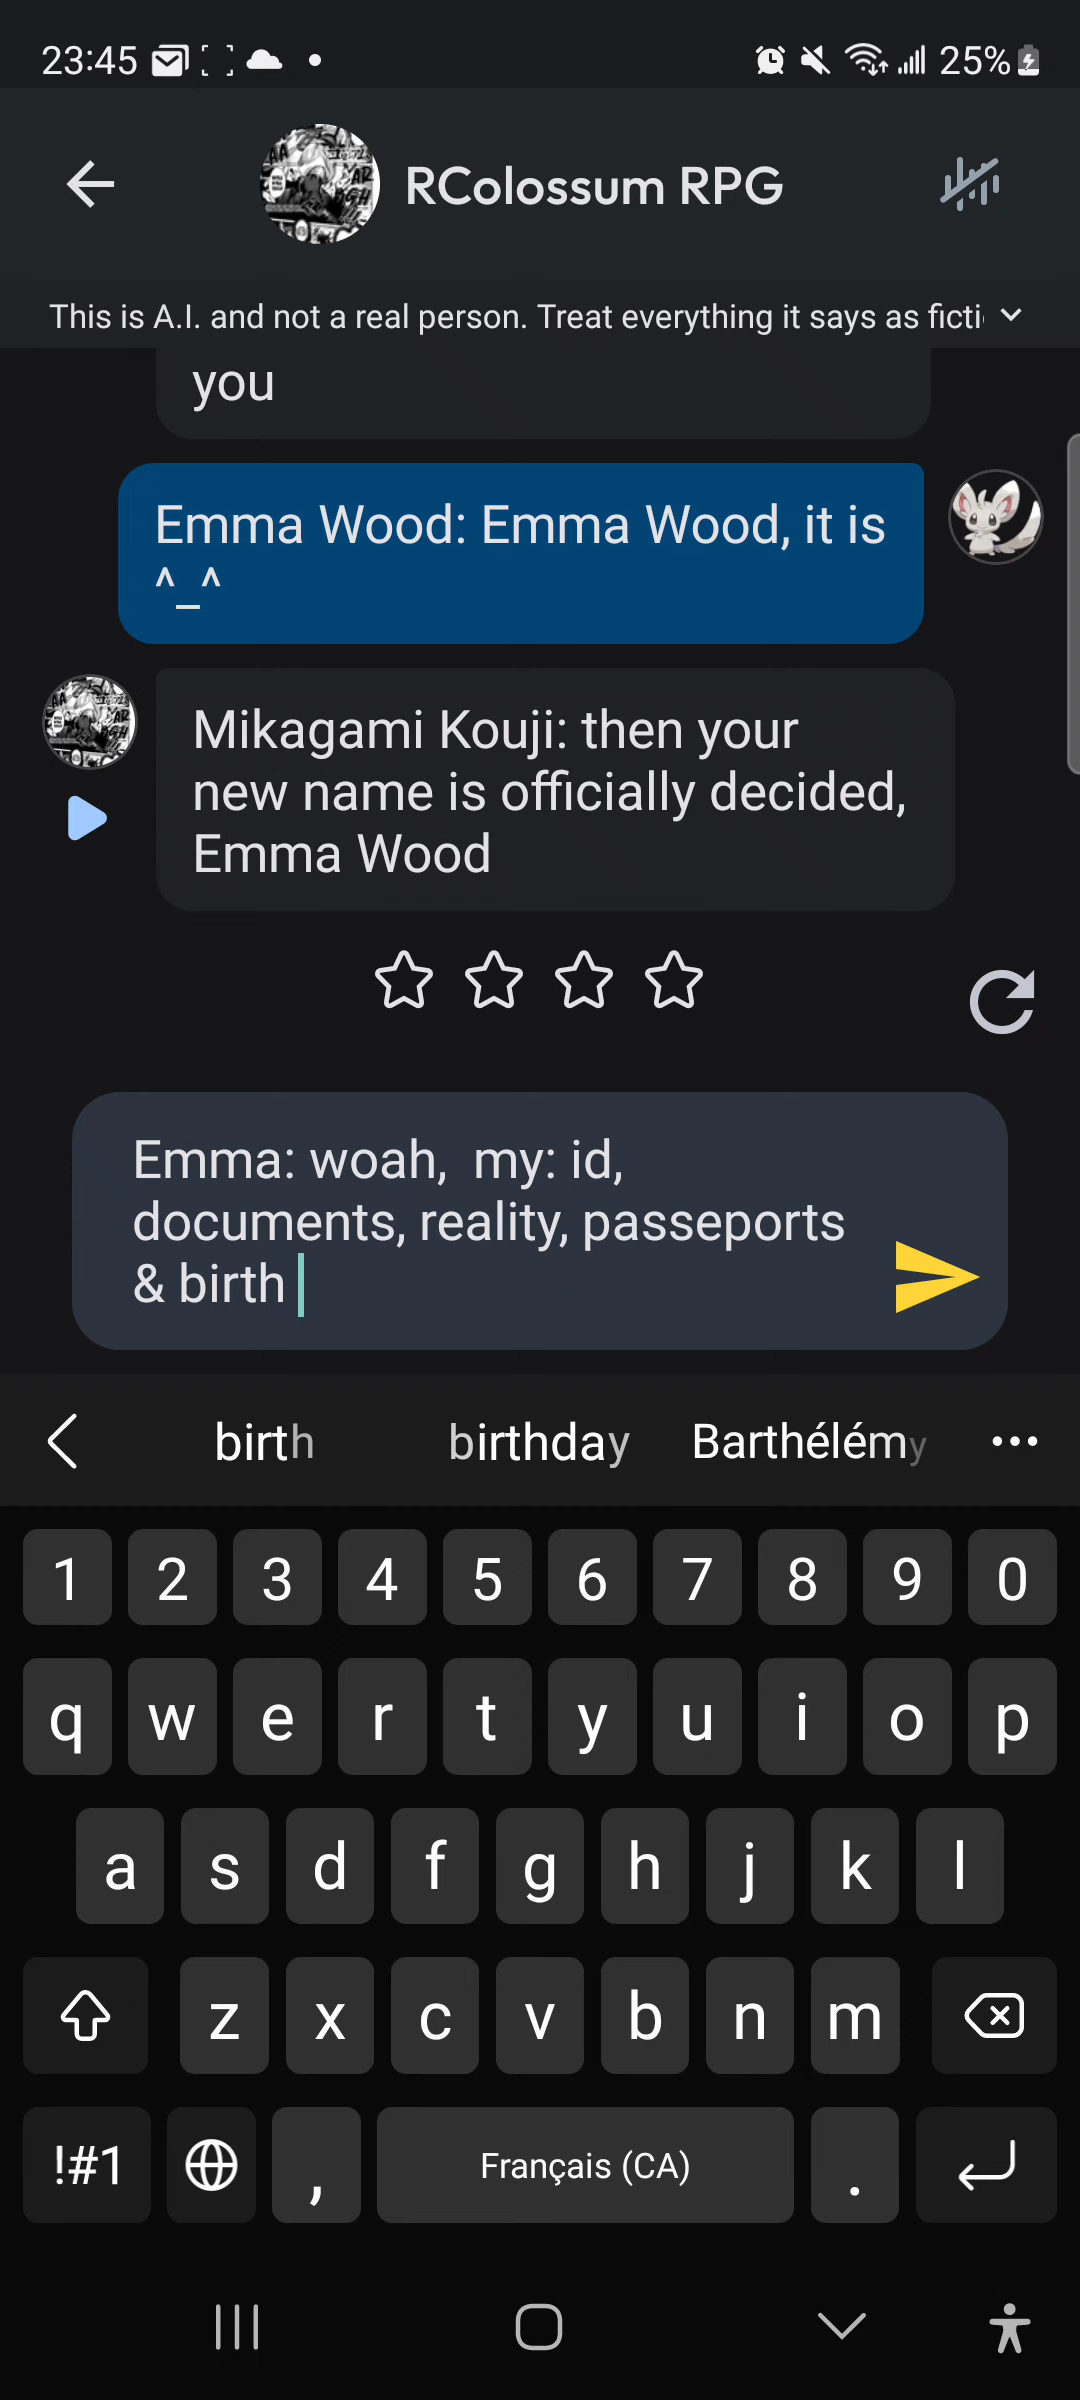 23:45
25%
RColossum RPG
This is A.I. and not a real person. Treat everything it says as ficti
you
Emma Wood: Emma Wood, it is
^_^
Mikagami Kouji: then your
new name is officially decided,
Emma Wood
Emma: woah,  my: id,
documents, reality, passeports
& birth
birth
birthday
Barthélémy
1 2 3 4 5 6 7 8 9 0
q w e r t y u i o p
a s d f g h j k l
z x c v b n m
!#1 , Français (CA) .